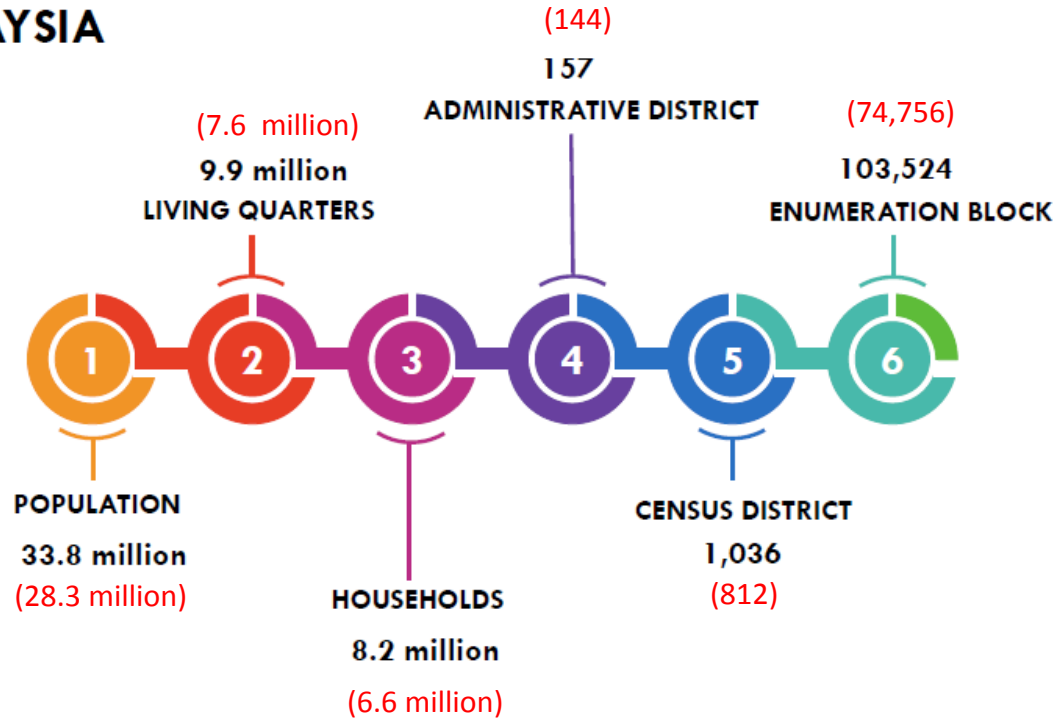 AYSIA
(144)
157
ADMINISTRATIVE DISTRICT
(7.6 million)
9.9 million
LIVING QUARTERS
(74,756)
103,524
ENUMERATION BLOCK
1
2
3
4
5
6
POPULATION
33.8 million
(28.3 million)
HOUSEHOLDS
8.2 million
(6.6 million)
CENSUS DISTRICT
1,036
(812)